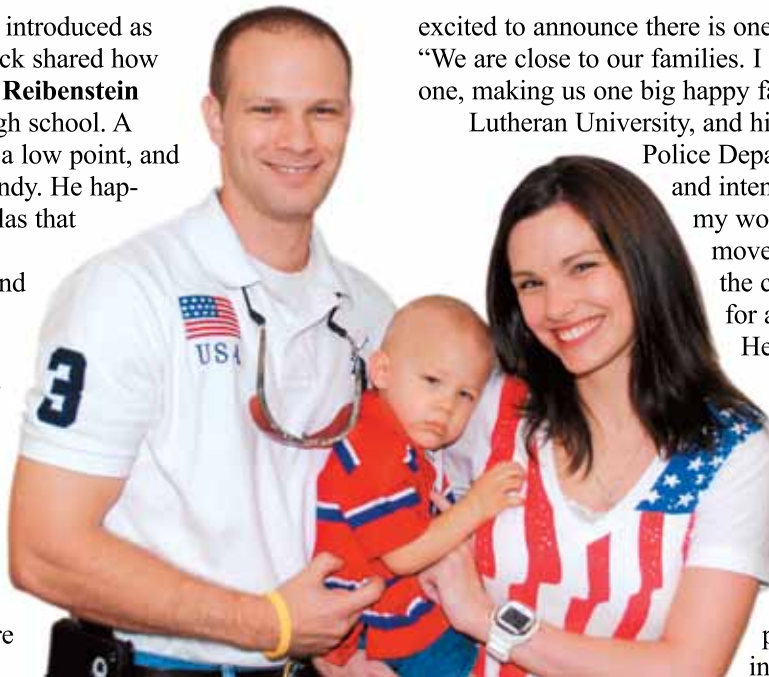 introduced as
ck shared how
Reibenstein
gh school. A
a low point, and
ndy. He hap-
las that
nd
re
USA
3
excited to announce there is one
“We are close to our families. I
one, making us one big happy fa
Lutheran University, and hi
Police Depa
and inten
my wo
move
the c
for a
He
p
in